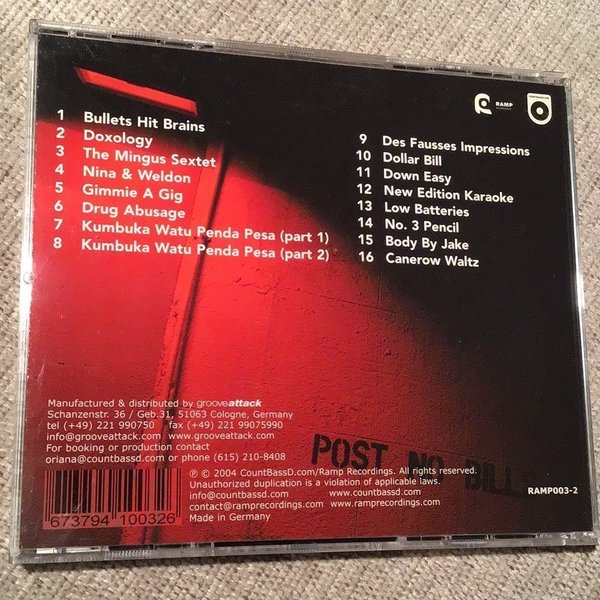 1 Bullets Hit Brains
2 Doxology
3 The Mingus Sextet
4 Nina & Weldon
5 Gimmie A Gig
6 Drug Abusage
7 Kumbuka Watu Penda Pesa (part 1)
8 Kumbuka Watu Penda Pesa (part 2)
RAMP
9 Des Fausses Impressions
10 Dollar Bill
11 Down Easy
12 New Edition Karaoke
13 Low Batteries
14 No. 3 Pencil
15 Body By Jake
16 Canerow Waltz
Manufactured & distributed by grooveattack
Schanzenstr. 36 / Geb.31, 51063 Cologne, Germany
tel (+49) 221 990750 fax (+49) 221 99075990
info@grooveattack.com www.grooveattack.com
For booking or production contact
oriana@countbassd.com or phone (615) 210-8408
POST NO BILLS
673794 100326
℗ © 2004 CountBassD.com/Ramp Recordings. All rights reserved.
Unauthorized duplication is a violation of applicable laws.
info@countbassd.com www.countbassd.com
contact@ramprecordings.com www.ramprecordings.com
Made in Germany
RAMP003-2